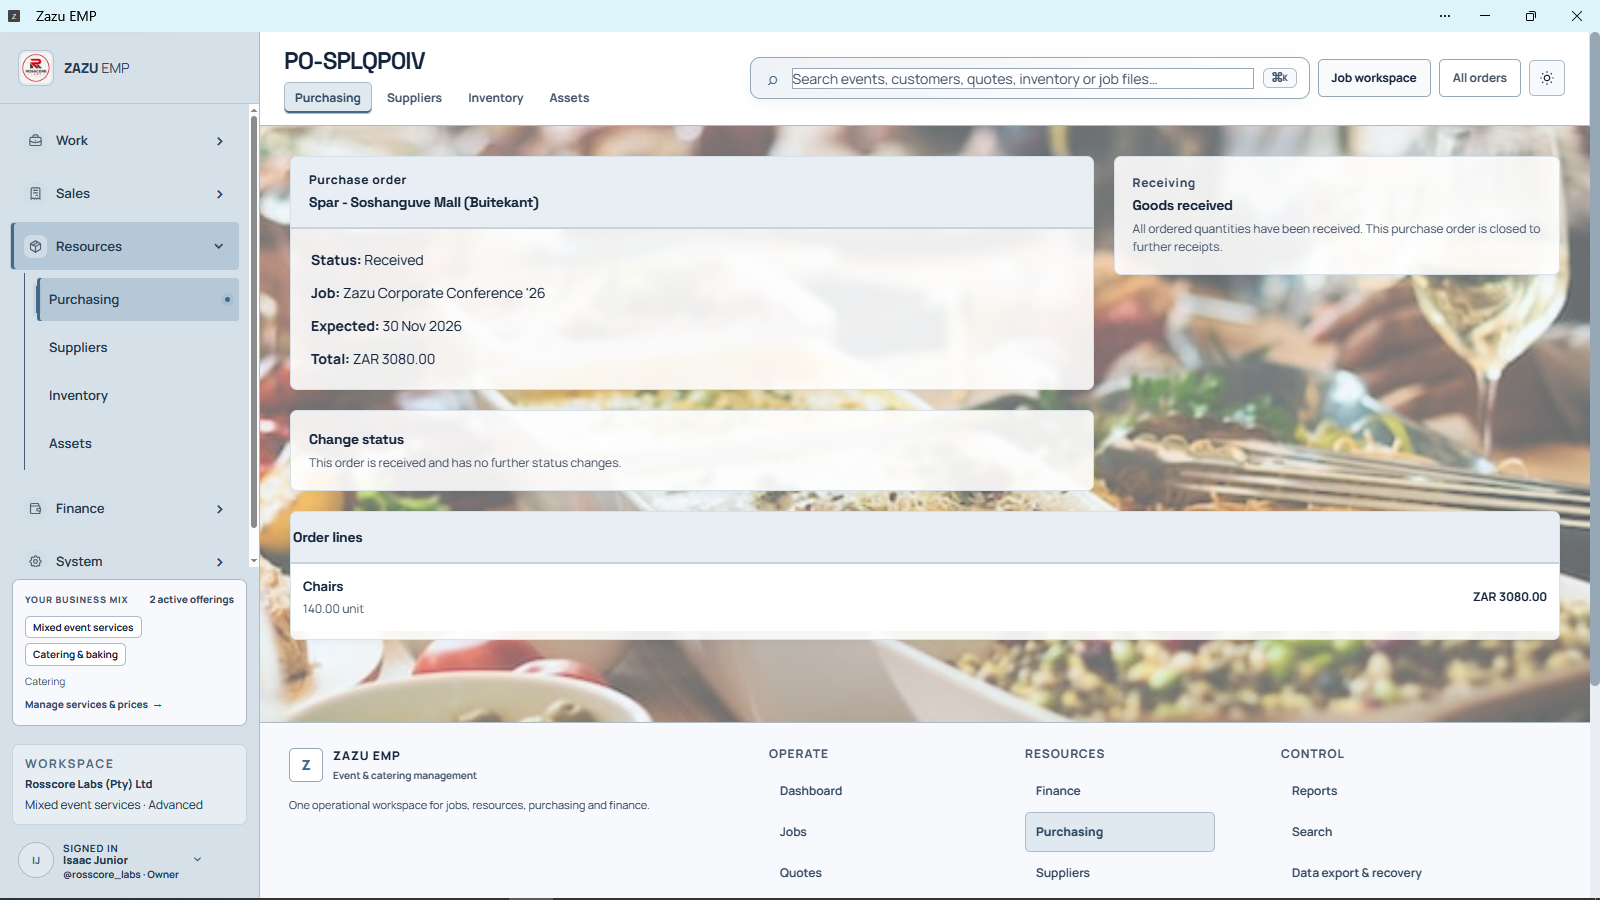 Zazu EMP
ROSSCORE
ZAZU EMP
Work
Sales
Resources
Purchasing
Suppliers
Inventory
Assets
Finance
System
YOUR BUSINESS MIX 2 active offerings
Mixed event services
Catering & baking
Catering
Manage services & prices →
WORKSPACE
Rosscore Labs (Pty) Ltd
Mixed event services · Advanced
IJ
SIGNED IN
Isaac Junior
@rosscore_labs · Owner
PO-SPLQPOIV
Purchasing Suppliers Inventory Assets
Search events, customers, quotes, inventory or job files...
⌘K
Job workspace
All orders
Purchase order
Spar - Soshanguve Mall (Buitekant)
Status: Received
Job: Zazu Corporate Conference '26
Expected: 30 Nov 2026
Total: ZAR 3080.00
Receiving
Goods received
All ordered quantities have been received. This purchase order is closed to
further receipts.
Change status
This order is received and has no further status changes.
Order lines
Chairs
140.00 unit
ZAR 3080.00
Z
ZAZU EMP
Event & catering management
One operational workspace for jobs, resources, purchasing and finance.
OPERATE
Dashboard
Jobs
Quotes
RESOURCES
Finance
Purchasing
Suppliers
CONTROL
Reports
Search
Data export & recovery